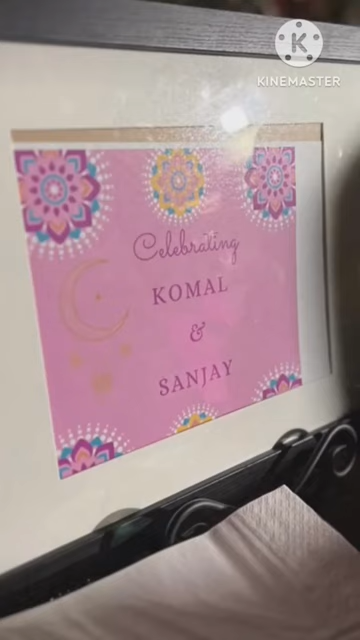 K
KINEMASTER
Celebrating
KOMAL
&
SANJAY